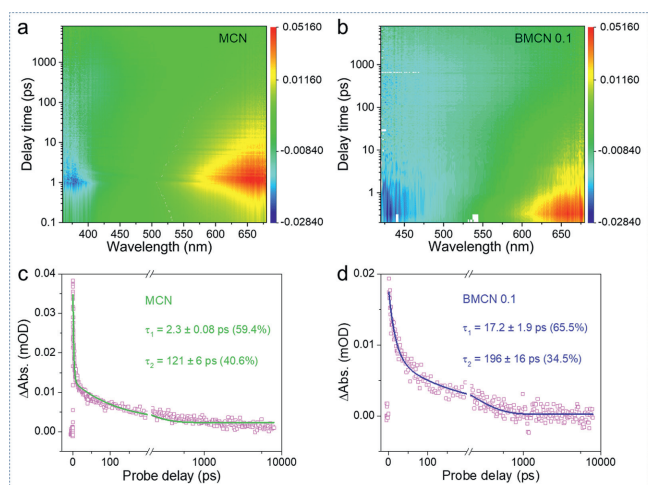 a
MCN
1000
100
10
1
0.1
Delay time (ps)
400 450 500 550 600 650
Wavelength (nm)
0.05160
0.01160
-0.00840
-0.02840
b
BMCN 0.1
1000
100
10
1
Delay time (ps)
450 500 550 600 650
Wavelength (nm)
0.05160
0.01160
-0.00840
-0.02840
c
MCN
τ1 = 2.3 ± 0.08 ps (59.4%)
τ2 = 121 ± 6 ps (40.6%)
0.04
0.03
0.02
0.01
0.00
ΔAbs. (mOD)
0 100 1000 10000
Probe delay (ps)
d
BMCN 0.1
τ1 = 17.2 ± 1.9 ps (65.5%)
τ2 = 196 ± 16 ps (34.5%)
0.02
0.01
0.00
ΔAbs. (mOD)
0 100 1000 10000
Probe delay (ps)